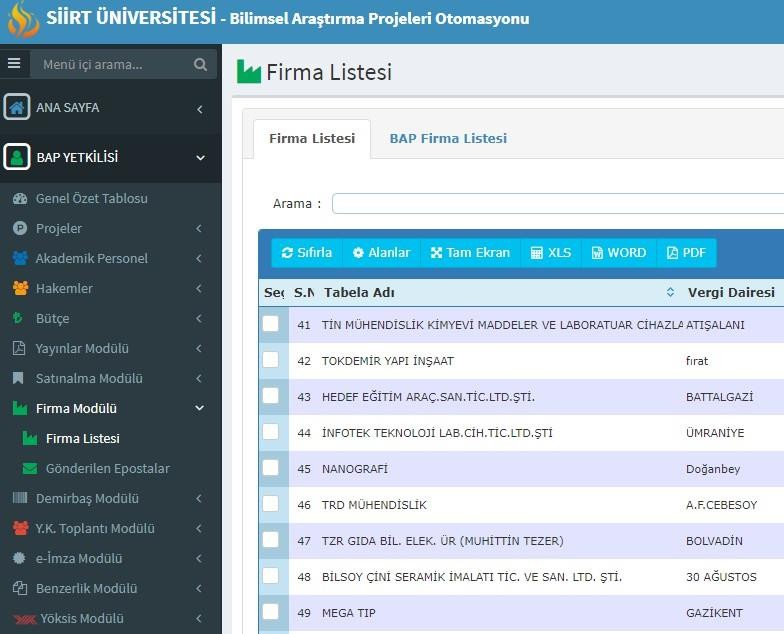 SİİRT ÜNİVERSİTESİ - Bilimsel Araştırma Projeleri Otomasyonu
Menü içi arama...
ANA SAYFA
BAP YETKİLİSİ
Genel Özet Tablosu
Projeler
Akademik Personel
Hakemler
Bütçe
Yayınlar Modülü
Satınalma Modülü
Firma Modülü
Firma Listesi
Gönderilen Epostalar
Demirbaş Modülü
Y.K. Toplantı Modülü
e-İmza Modülü
Benzerlik Modülü
Yöksis Modülü
Firma Listesi
Firma Listesi BAP Firma Listesi
Arama :
Sıfırla Alanlar Tam Ekran XLS WORD PDF
Seç S.N Tabela Adı Vergi Dairesi
41 TİN MÜHENDİSLİK KİMYEVİ MADDELER VE LABORATUAR CİHAZLA ATIŞALANI
42 TOKDEMİR YAPI İNŞAAT fırat
43 HEDEF EĞİTİM ARAÇ.SAN.TİC.LTD.ŞTİ. BATTALGAZİ
44 İNFOTEK TEKNOLOJİ LAB.CİH.TİC.LTD.ŞTİ ÜMRANİYE
45 NANOGRAFİ Doğanbey
46 TRD MÜHENDİSLİK A.F.CEBESOY
47 TZR GIDA BİL. ELEK. ÜR (MUHİTTİN TEZER) BOLVADİN
48 BİLSOY ÇİNİ SERAMİK İMALATI TİC. VE SAN. LTD. ŞTİ. 30 AĞUSTOS
49 MEGA TIP GAZİKENT